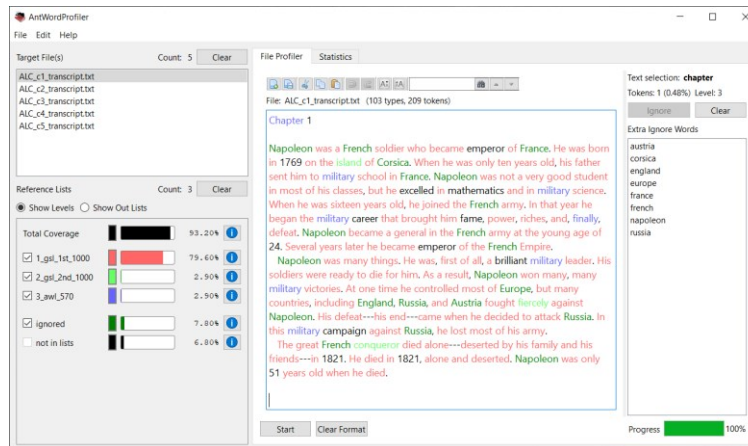 AntWordProfiler
File Edit Help
Target File(s) Count: 5 Clear
ALC_c1_transcript.txt
ALC_c2_transcript.txt
ALC_c3_transcript.txt
ALC_c4_transcript.txt
ALC_c5_transcript.txt
Reference Lists Count: 3 Clear
Show Levels Show Out Lists
Total Coverage 93.20%
1_gsl_1st_1000 79.60%
2_gsl_2nd_1000 2.90%
3_awl_570 2.90%
ignored 7.80%
not in lists 6.80%
File Profiler Statistics
File: ALC_c1_transcript.txt (103 types, 209 tokens)
Chapter 1
Napoleon was a French soldier who became emperor of France. He was born
in 1769 on the island of Corsica. When he was only ten years old, his father
sent him to military school in France. Napoleon was not a very good student
in most of his classes, but he excelled in mathematics and in military science.
When he was sixteen years old, he joined the French army. In that year he
began the military career that brought him fame, power, riches, and, finally,
defeat. Napoleon became a general in the French army at the young age of
24. Several years later he became emperor of the French Empire.
Napoleon was many things. He was, first of all, a brilliant military leader. His
soldiers were ready to die for him. As a result, Napoleon won many, many
military victories. At one time he controlled most of Europe, but many
countries, including England, Russia, and Austria fought fiercely against
Napoleon. His defeat---his end---came when he decided to attack Russia. In
this military campaign against Russia, he lost most of his army.
The great French conqueror died alone---deserted by his family and his
friends---in 1821. He died in 1821, alone and deserted. Napoleon was only
51 years old when he died.
Start Clear Format
Text selection: chapter
Tokens: 1 (0.48%) Level: 3
Ignore Clear
Extra Ignore Words
austria
corsica
england
europe
france
french
napoleon
russia
Progress 100%